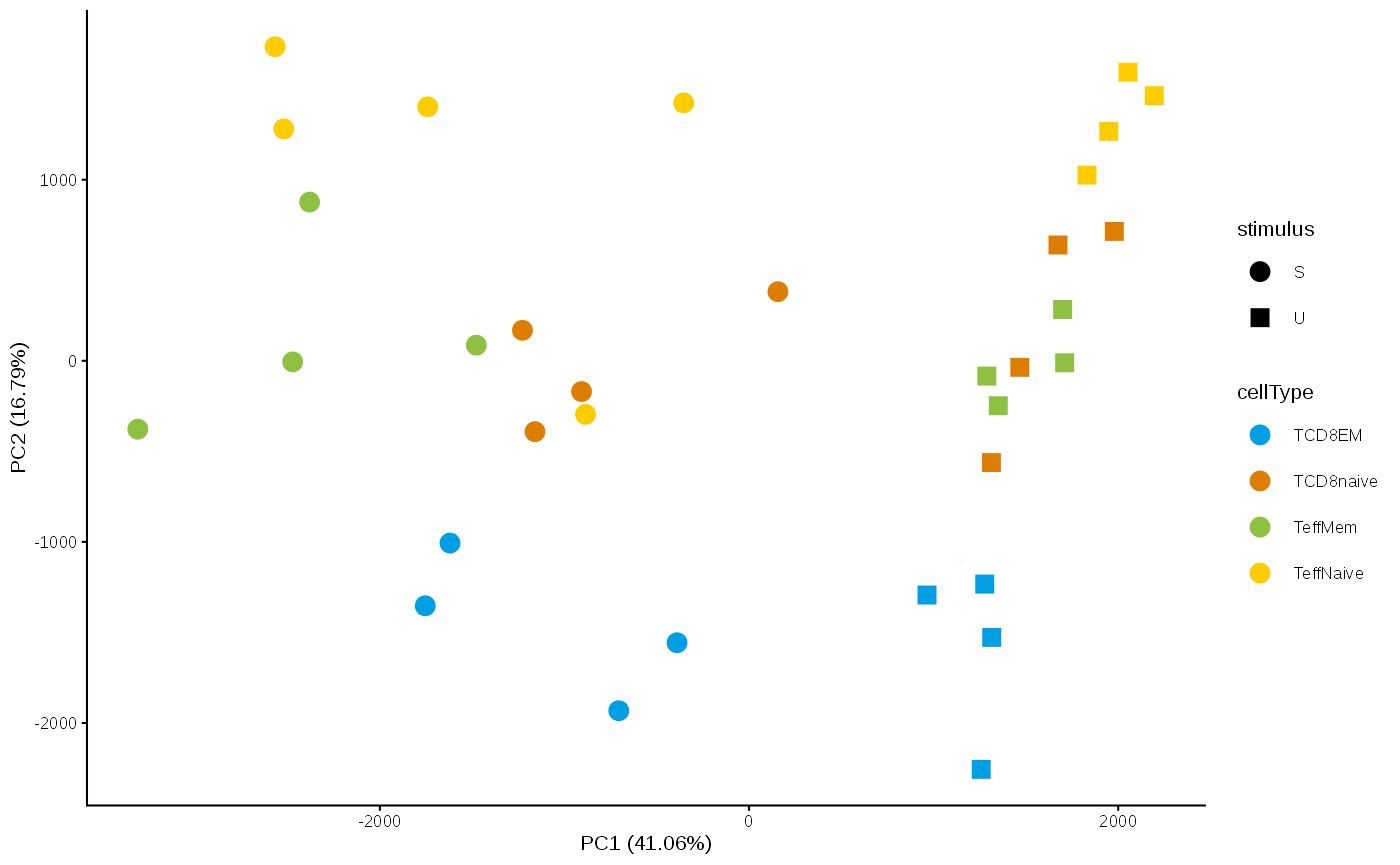 PC2 (16.79%)
1000
0
-1000
-2000
-2000
0
2000
PC1 (41.06%)
stimulus
S
U
cellType
TCD8EM
TCD8naive
TeffMem
TeffNaive